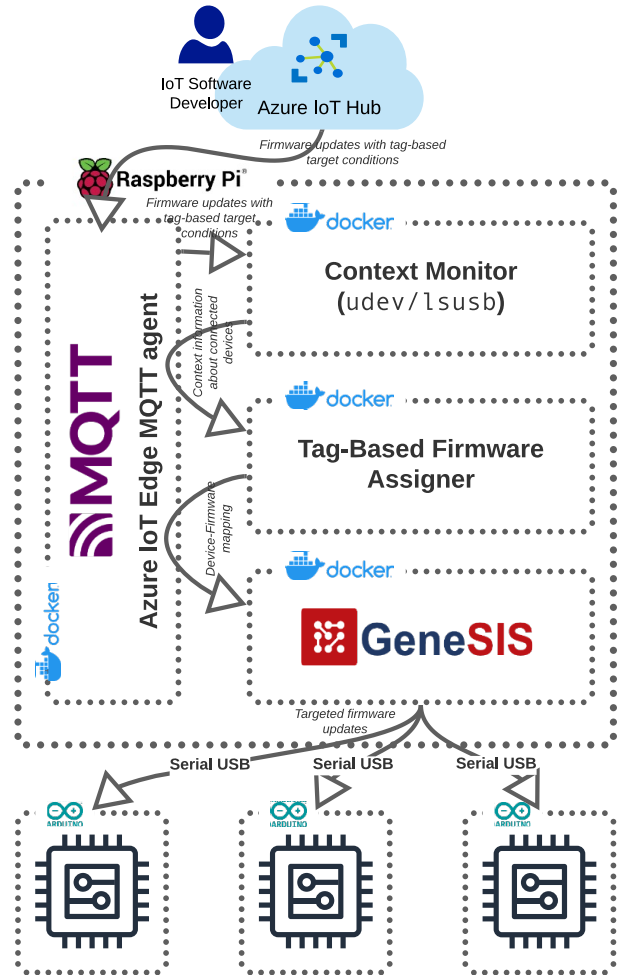 IoT Software
Developer
Azure IoT Hub
Firmware updates with tag-based
target conditions
Raspberry Pi®
Firmware updates with
tag-based target
conditions
docker
Context Monitor
(udev/lsusb)
MQTT
Azure IoT Edge MQTT agent
docker
Context information
about connected
devices
docker
Tag-Based Firmware
Assigner
Device-Firmware
mapping
docker
GeneSIS
Targeted firmware
updates
Serial USB
Serial USB
Serial USB
ARDUINO
ARDUINO
ARDUINO